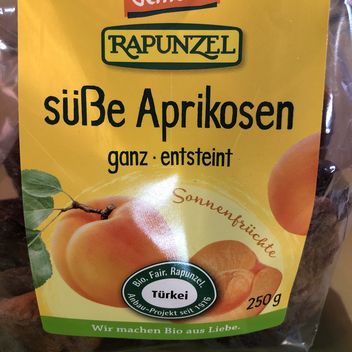 RAPUNZEL
süße Aprikosen
ganz · entsteint
Sonnenfrüchte
Bio. Fair. Rapunzel.
Türkei
Anbau-Projekt seit 1976
250 g
Wir machen Bio aus Liebe.